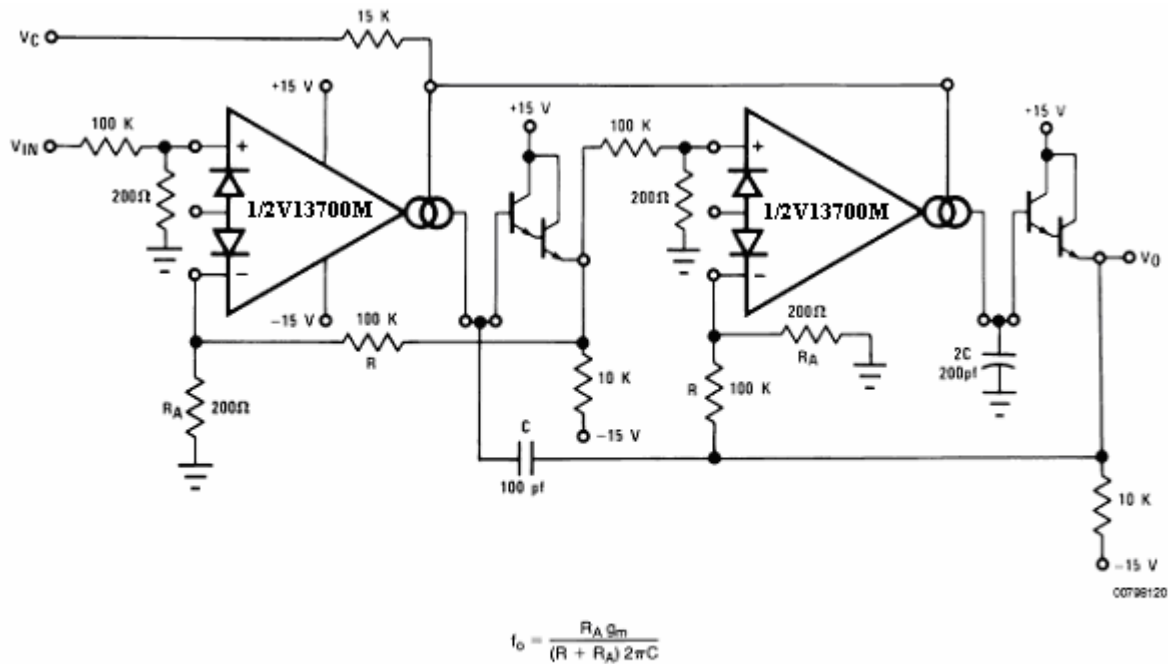 15 K
VC
+15 V
+15 V
+15 V
100 K
100 K
VIN
+
+
200Ω
1/2V13700M
200Ω
1/2V13700M
VO
−
−
−15 V
100 K
R
200Ω
RA
2C
200pf
RA
200Ω
10 K
R
100 K
−15 V
C
100 pf
10 K
−15 V
00798120
fo = RA gm / (R + RA) 2πC